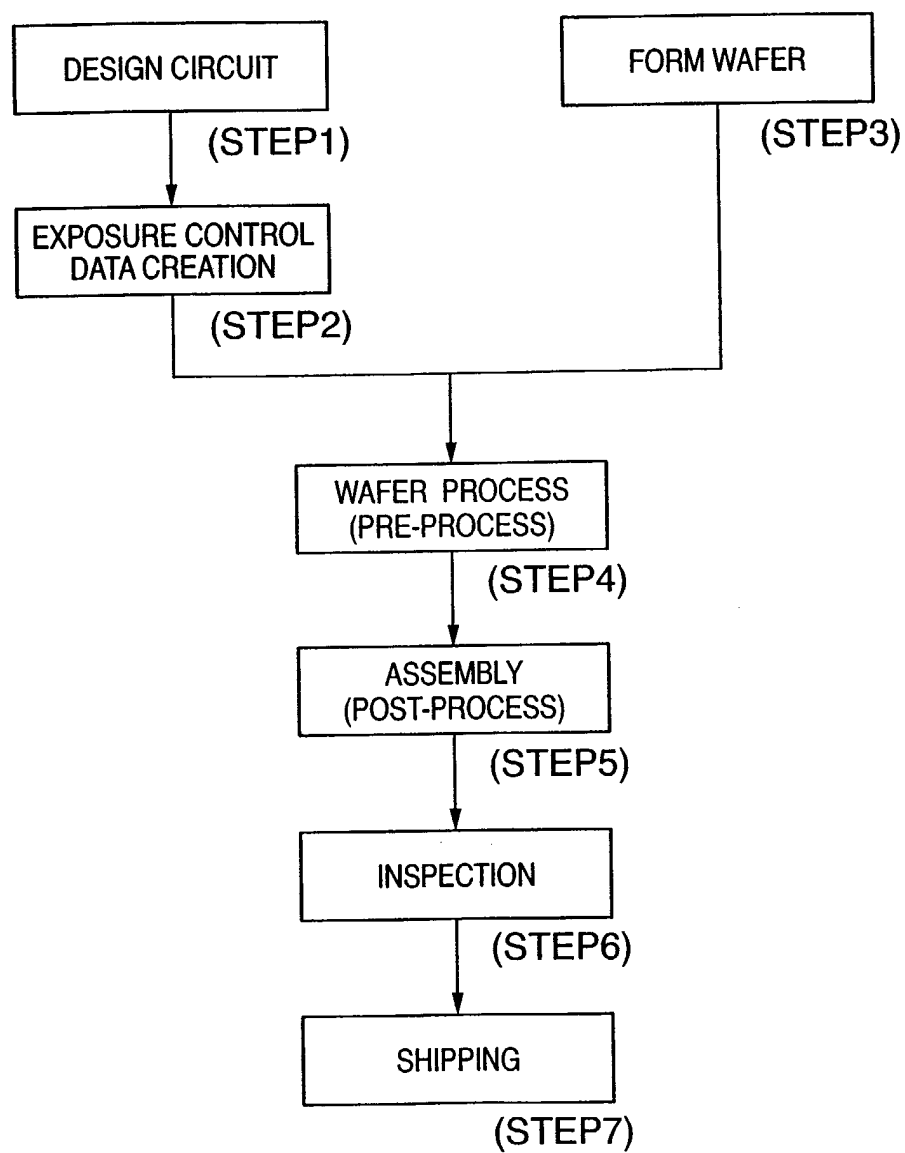 DESIGN CIRCUIT
(STEP1)
FORM WAFER
(STEP3)
EXPOSURE CONTROL
DATA CREATION
(STEP2)
WAFER PROCESS
(PRE-PROCESS)
(STEP4)
ASSEMBLY
(POST-PROCESS)
(STEP5)
INSPECTION
(STEP6)
SHIPPING
(STEP7)